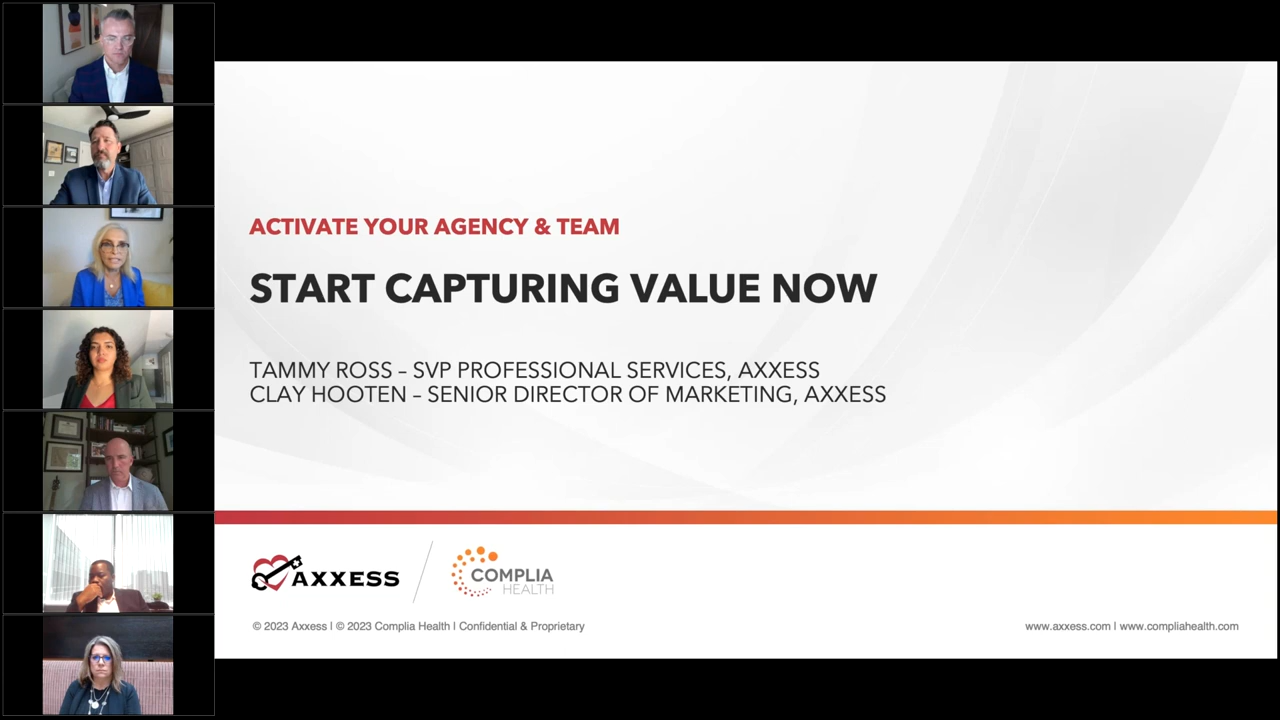 ACTIVATE YOUR AGENCY & TEAM
START CAPTURING VALUE NOW
TAMMY ROSS – SVP PROFESSIONAL SERVICES, AXXESS
CLAY HOOTEN – SENIOR DIRECTOR OF MARKETING, AXXESS
AXXESS
COMPLIA
HEALTH
© 2023 Axxess | © 2023 Complia Health | Confidential & Proprietary
www.axxess.com | www.compliahealth.com